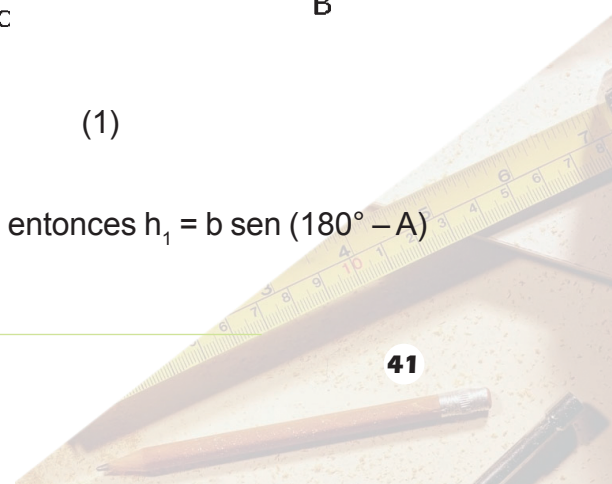 c B
(1)
entonces h₁ = b sen (180° – A)
41